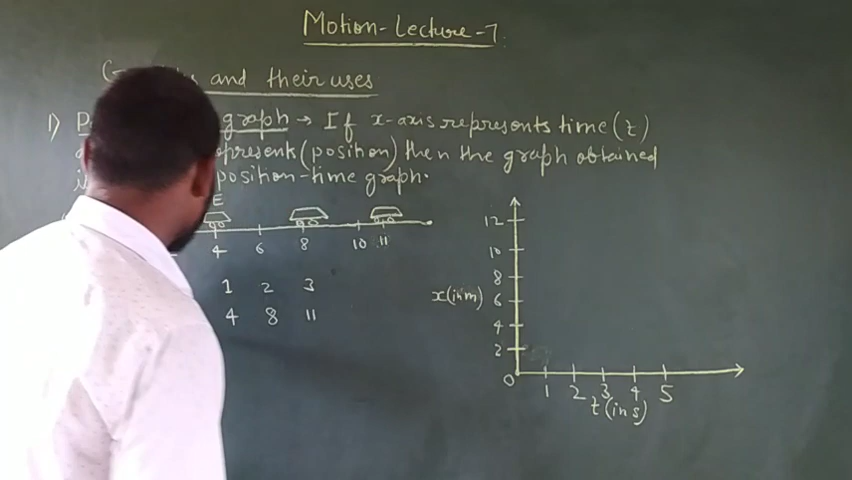 Motion-Lecture-7
and their uses
1) graph → If x-axis represents time (t)
(position) then the graph obtained
position-time graph.
E
4 6 8 10 11
1 2 3
4 8 11
12
10
8
x(in m) 6
4
2
0 1 2 3 4 5
t(in s)